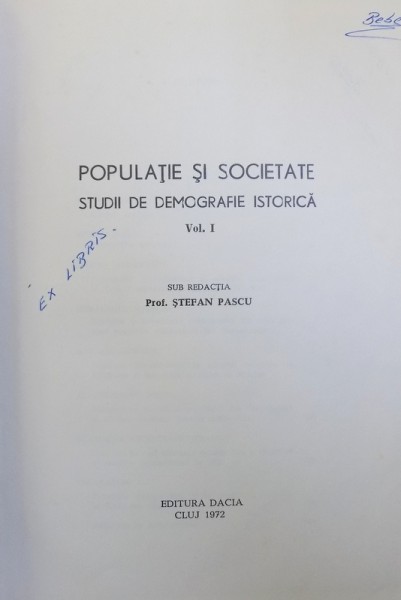 POPULAŢIE ŞI SOCIETATE
STUDII DE DEMOGRAFIE ISTORICĂ
Vol. I
EX LIBRIS.
SUB REDACŢIA
Prof. ŞTEFAN PASCU
EDITURA DACIA
CLUJ 1972